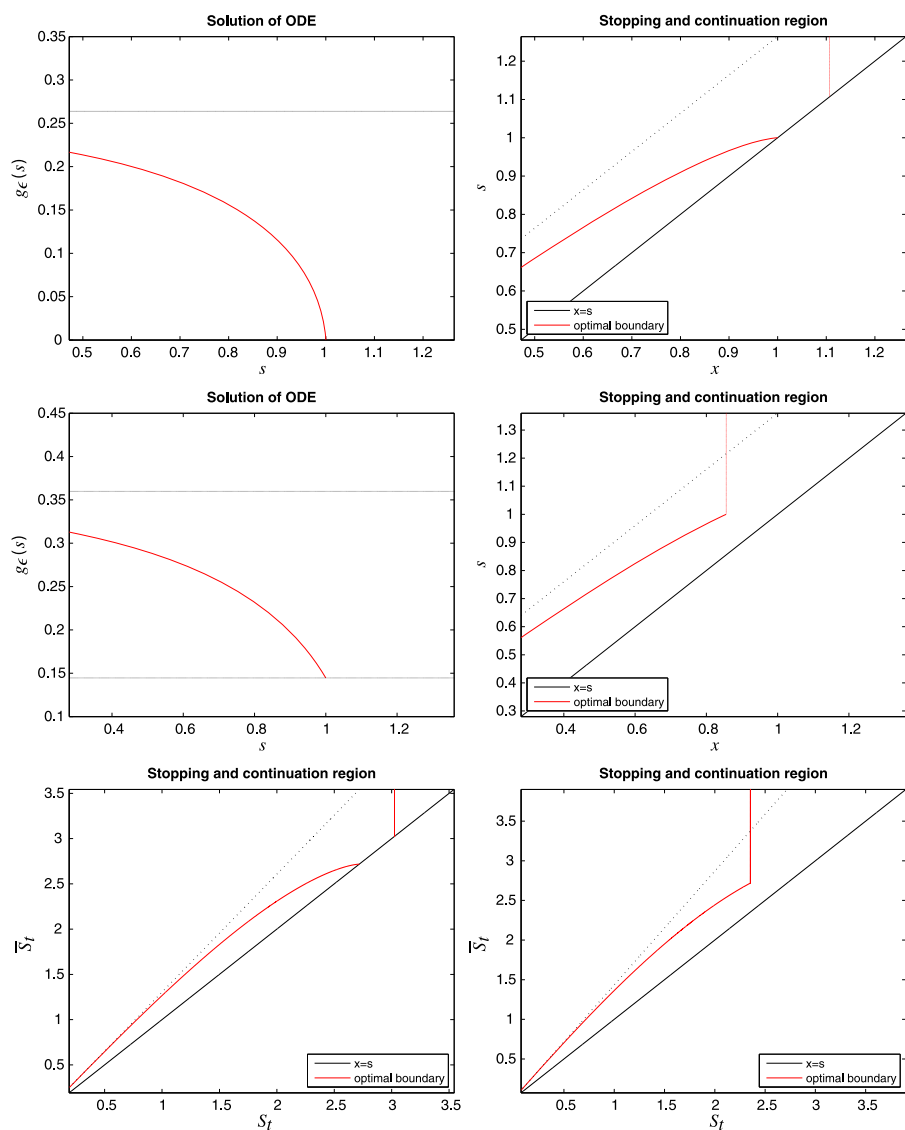 Solution of ODE
0.35
0.3
0.25
0.2
0.15
0.1
0.05
0
gϵ(s)
0.5 0.6 0.7 0.8 0.9 1 1.1 1.2
s
Stopping and continuation region
1.2
1.1
1
0.9
0.8
0.7
0.6
0.5
s
x=s
optimal boundary
0.5 0.6 0.7 0.8 0.9 1 1.1 1.2
x
Solution of ODE
0.45
0.4
0.35
0.3
0.25
0.2
0.15
0.1
gϵ(s)
0.4 0.6 0.8 1 1.2
s
Stopping and continuation region
1.3
1.2
1.1
1
0.9
0.8
0.7
0.6
0.5
0.4
0.3
s
x=s
optimal boundary
0.4 0.6 0.8 1 1.2
x
Stopping and continuation region
3.5
3
2.5
2
1.5
1
0.5
S̅t
x=s
optimal boundary
0.5 1 1.5 2 2.5 3 3.5
St
Stopping and continuation region
3.5
3
2.5
2
1.5
1
0.5
S̅t
x=s
optimal boundary
0.5 1 1.5 2 2.5 3 3.5
St